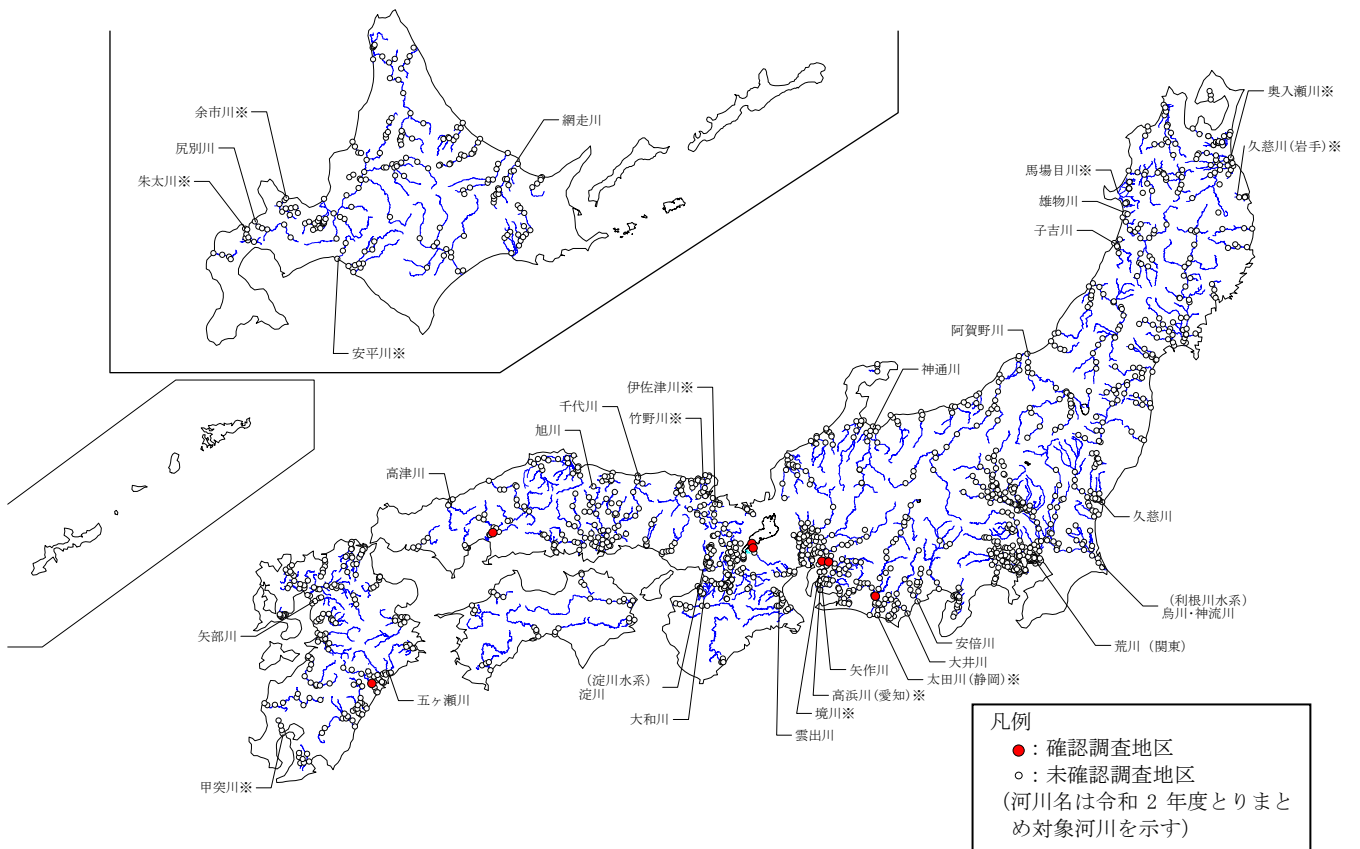 余市川※
尻別川
朱太川※
網走川
安平川※
奥入瀬川※
久慈川(岩手)※
馬場目川※
雄物川
子吉川
阿賀野川
神通川
伊佐津川※
千代川
竹野川※
旭川
高津川
久慈川
(利根川水系)
烏川・神流川
荒川 (関東)
安倍川
大井川
太田川(静岡)※
矢作川
高浜川(愛知)※
境川※
雲出川
(淀川水系)
淀川
大和川
矢部川
五ヶ瀬川
甲突川※
凡例
:確認調査地区
:未確認調査地区
(河川名は令和 2 年度とりまと
め対象河川を示す)